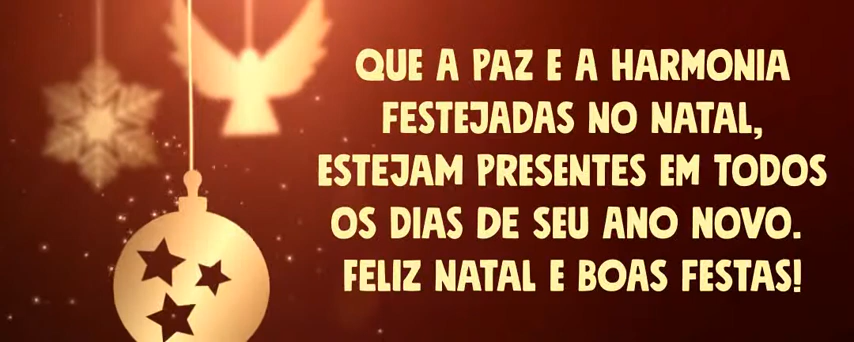 QUE A PAZ E A HARMONIA
FESTEJADAS NO NATAL,
ESTEJAM PRESENTES EM TODOS
OS DIAS DE SEU ANO NOVO.
FELIZ NATAL E BOAS FESTAS!